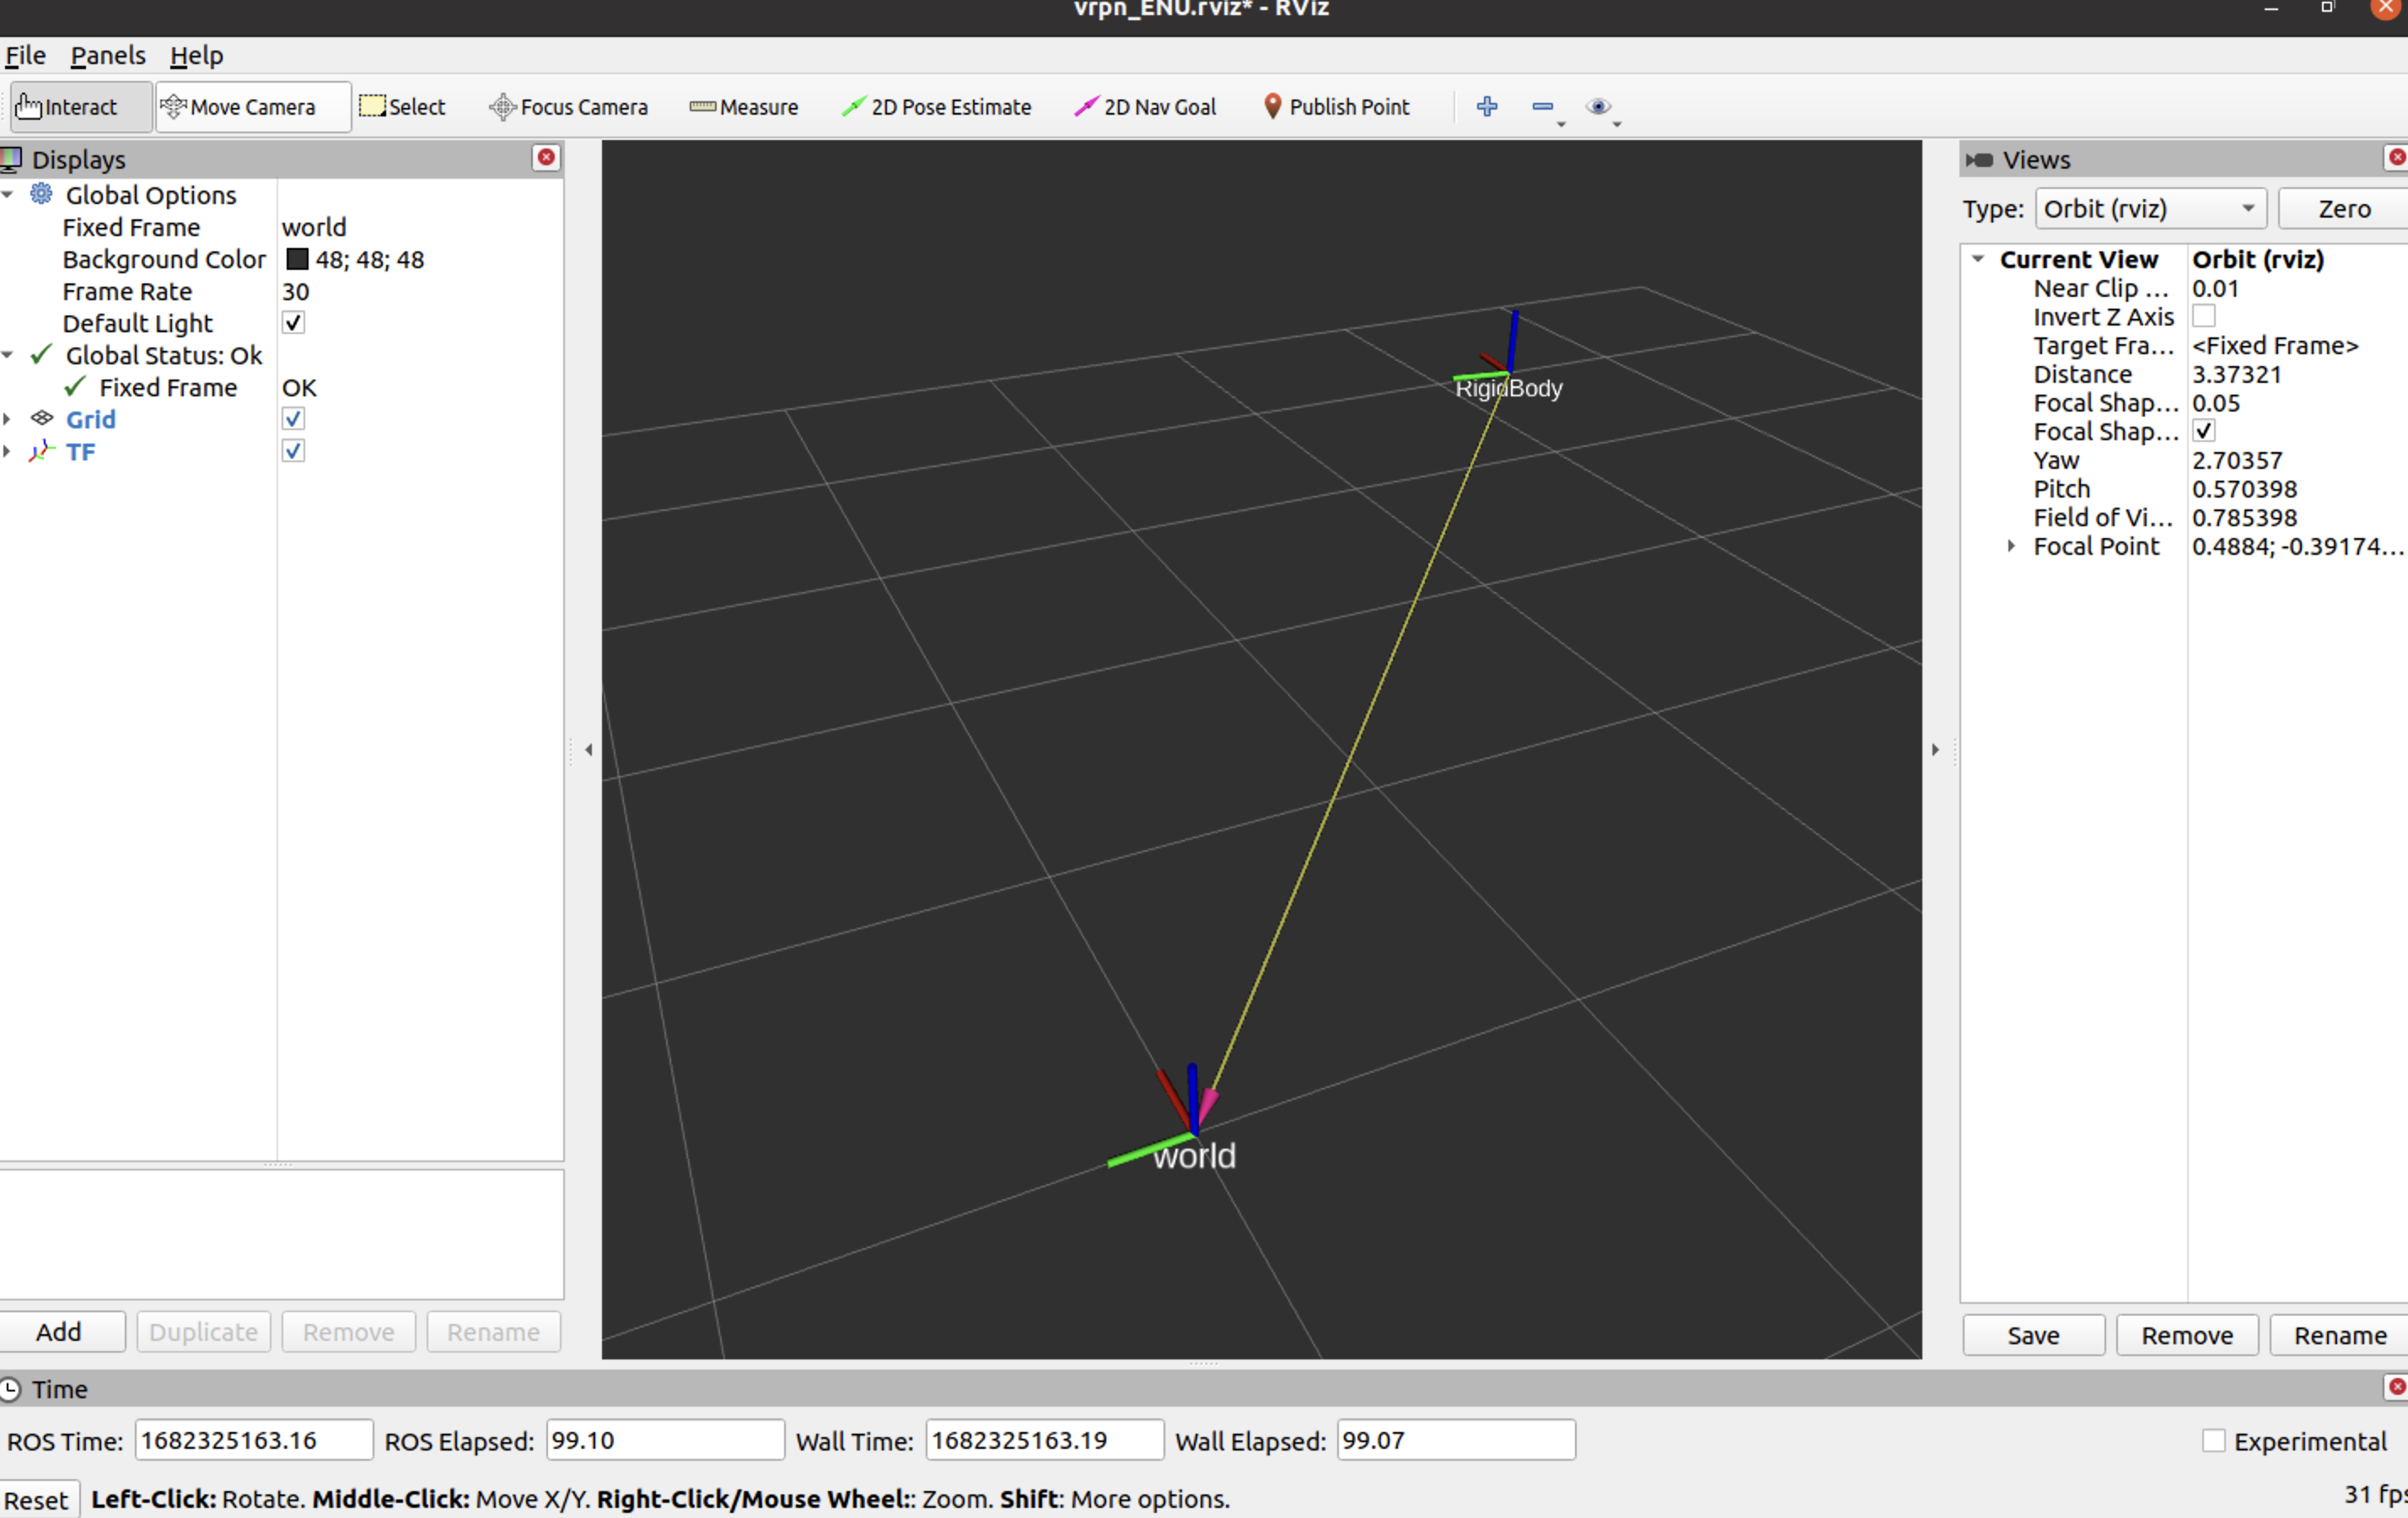 vrpn_ENU.rviz* - RViz
File Panels Help
Interact Move Camera Select Focus Camera Measure 2D Pose Estimate 2D Nav Goal Publish Point
Displays
Global Options
Fixed Frame world
Background Color 48; 48; 48
Frame Rate 30
Default Light
Global Status: Ok
Fixed Frame OK
Grid
TF
Add Duplicate Remove Rename
RigidBody
world
Views
Type: Orbit (rviz) Zero
Current View Orbit (rviz)
Near Clip ... 0.01
Invert Z Axis
Target Fra... <Fixed Frame>
Distance 3.37321
Focal Shap... 0.05
Focal Shap...
Yaw 2.70357
Pitch 0.570398
Field of Vi... 0.785398
Focal Point 0.4884; -0.39174...
Save Remove Rename
Time
ROS Time: 1682325163.16 ROS Elapsed: 99.10 Wall Time: 1682325163.19 Wall Elapsed: 99.07 Experimental
Reset Left-Click: Rotate. Middle-Click: Move X/Y. Right-Click/Mouse Wheel:: Zoom. Shift: More options. 31 fps